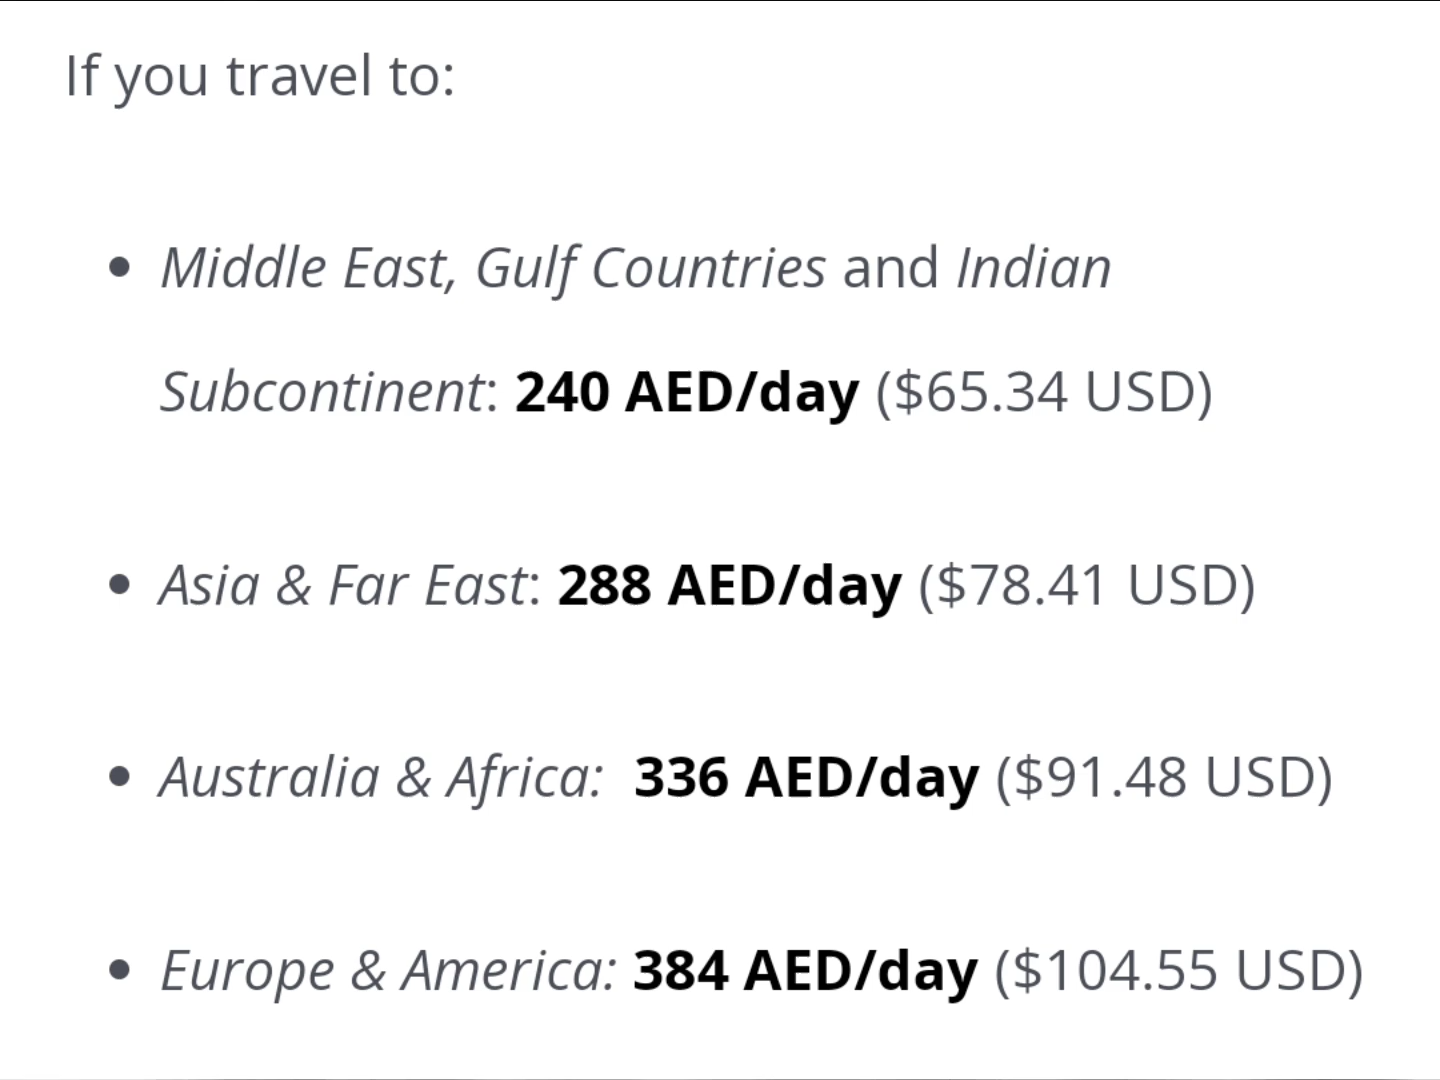 If you travel to:
• Middle East, Gulf Countries and Indian
Subcontinent: 240 AED/day ($65.34 USD)
• Asia & Far East: 288 AED/day ($78.41 USD)
• Australia & Africa:  336 AED/day ($91.48 USD)
• Europe & America: 384 AED/day ($104.55 USD)